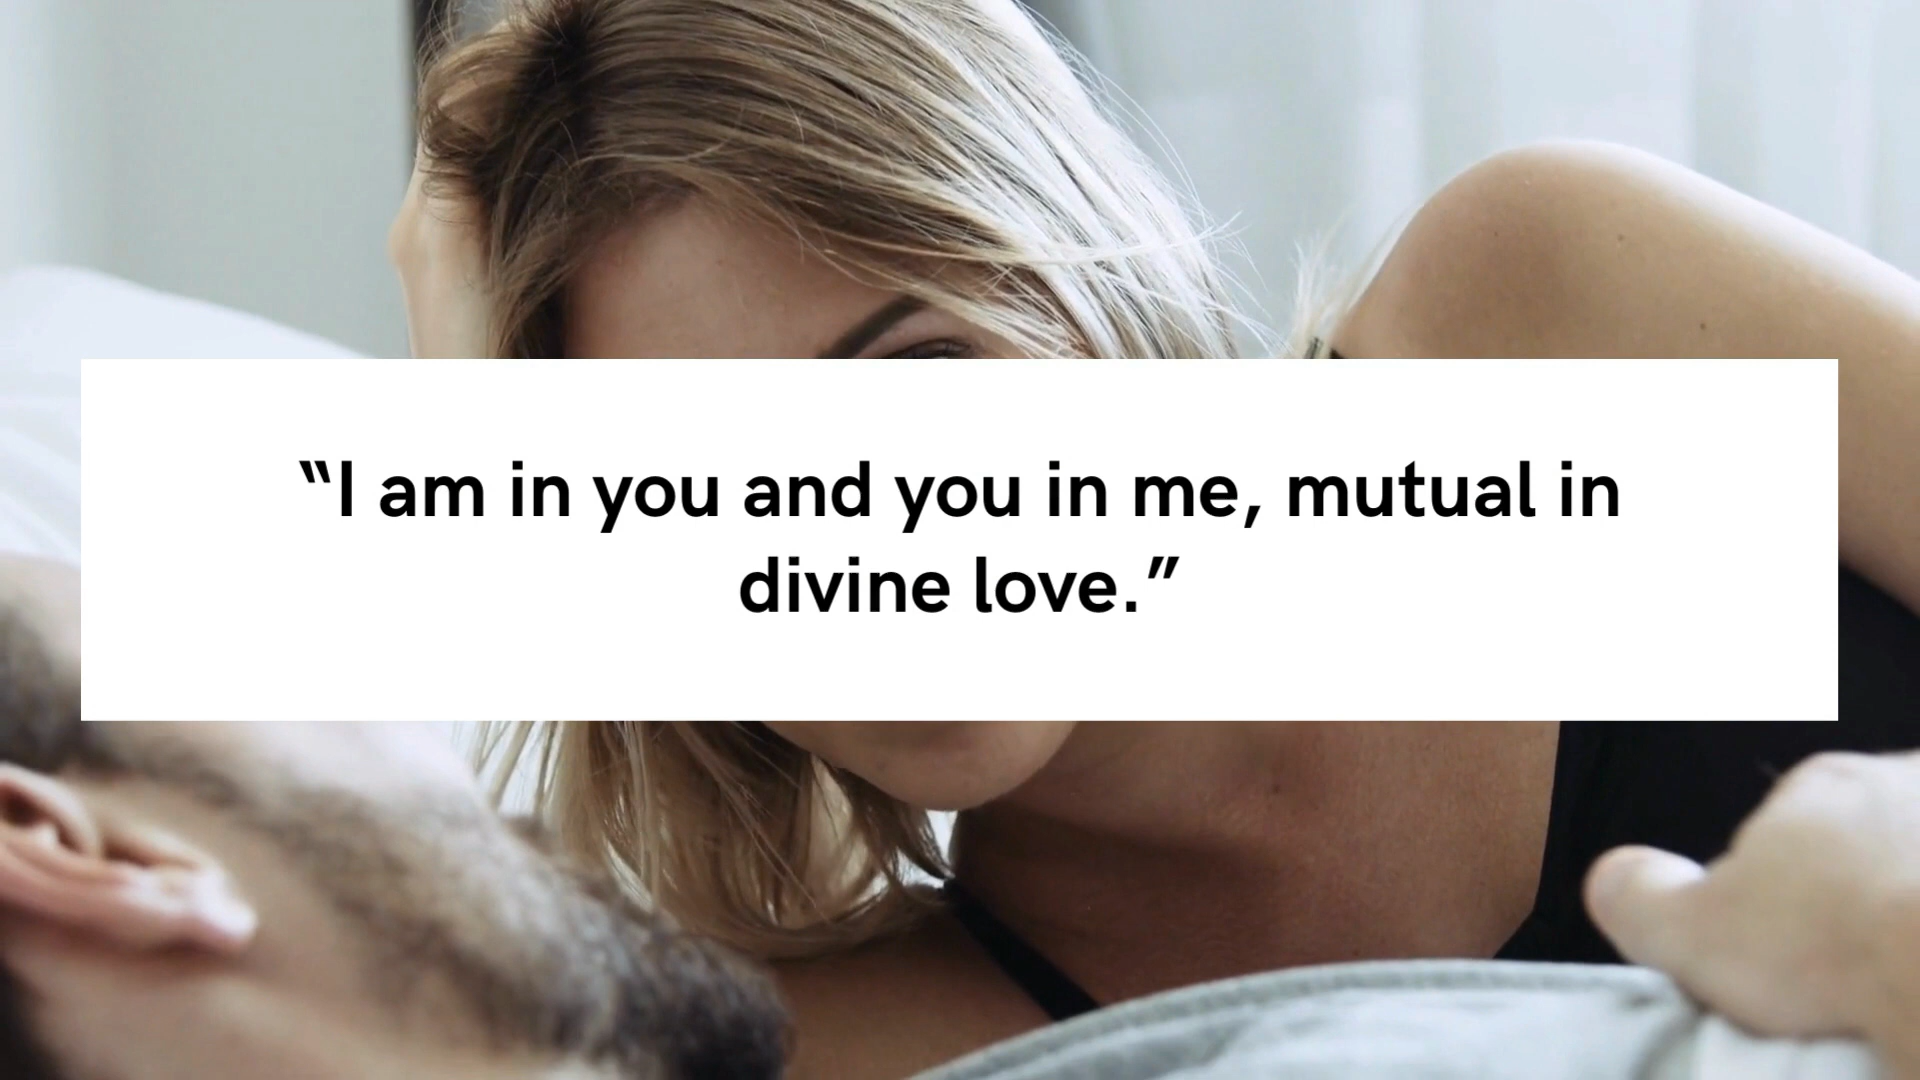 “I am in you and you in me, mutual in
divine love.”